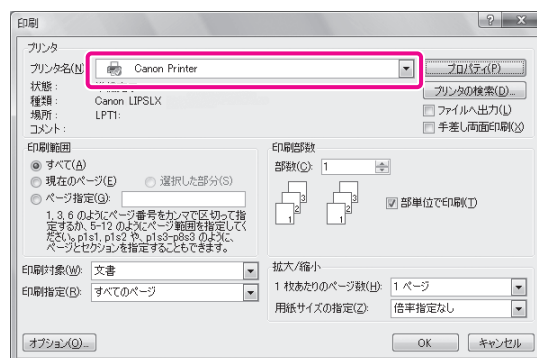 印刷
プリンタ
プリンタ名(N)
Canon Printer
プロパティ(P)
状態:
プリンタの検索(D)...
種類: Canon LIPSLX
場所: LPT1:
コメント:
ファイルへ出力(L)
手差し両面印刷(X)
印刷範囲
すべて(A)
現在のページ(E) 選択した部分(S)
ページ指定(G):
1, 3, 6 のようにページ番号をカンマで区切って指
定するか、5-12 のようにページ範囲を指定してく
ださい。p1s1, p1s2 や、p1s3-p8s3 のように、
ページとセクションを指定することもできます。
印刷部数
部数(C): 1
3
2
1
3
2
1
部単位で印刷(T)
印刷対象(W): 文書
印刷指定(R): すべてのページ
拡大/縮小
1 枚あたりのページ数(H): 1 ページ
用紙サイズの指定(Z): 倍率指定なし
オプション(O)...
OK
キャンセル